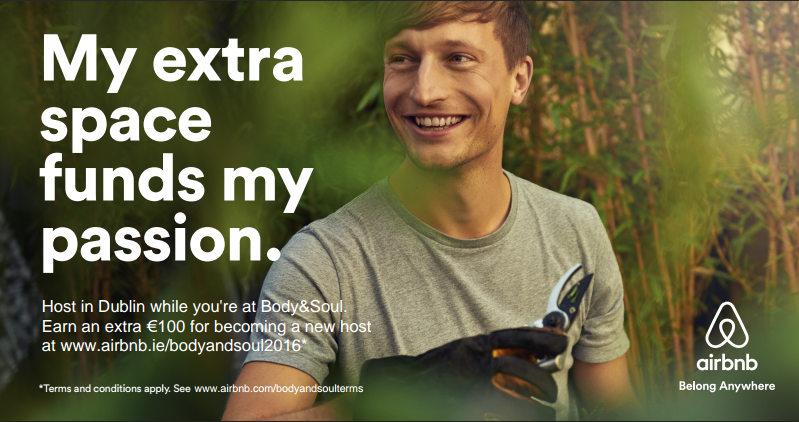 My extra
space
funds my
passion.
Host in Dublin while you're at Body&Soul.
Earn an extra €100 for becoming a new host
at www.airbnb.ie/bodyandsoul2016*
*Terms and conditions apply. See www.airbnb.com/bodyandsoulterms
airbnb
Belong Anywhere